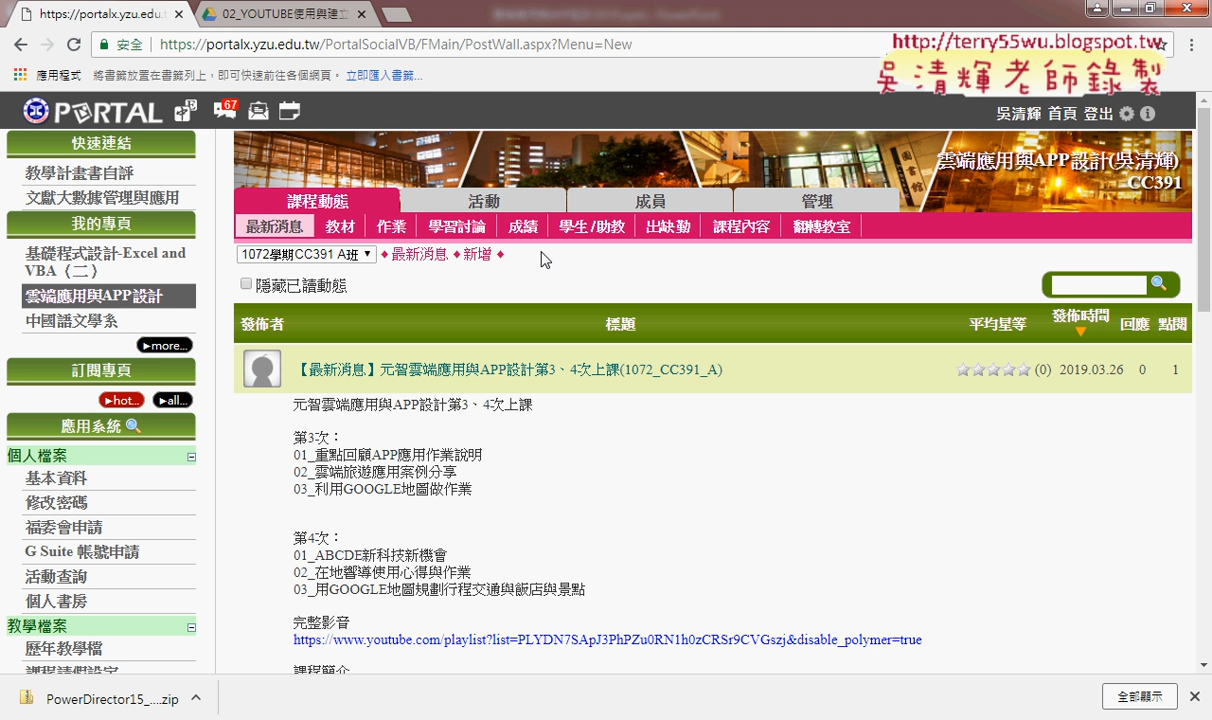 https://portalx.yzu.edu.t
02_YOUTUBE使用與建立
安全
https://portalx.yzu.edu.tw/PortalSocialVB/FMain/PostWall.aspx?Menu=New
http://terry55wu.blogspot.tw
吳清輝老師錄製
應用程式
將書籤放置在書籤列上，即可快速前往各個網頁。
立即匯入書籤...
PORTAL
67
吳清輝 首頁 登出
快速連結
教學計畫書自評
文獻大數據管理與應用
我的專頁
基礎程式設計-Excel and
VBA（二）
雲端應用與APP設計
中國語文學系
►more...
訂閱專頁
►hot...
►all...
應用系統
個人檔案
基本資料
修改密碼
福委會申請
G Suite 帳號申請
活動查詢
個人書房
教學檔案
歷年教學檔
課程請假設定
雲端應用與APP設計(吳清輝)
CC391
課程動態
活動
成員
管理
最新消息
教材
作業
學習討論
成績
學生/助教
出缺勤
課程內容
翻轉教室
1072學期CC391 A班
♦最新消息 ♦新增 ♦
隱藏已讀動態
發佈者
標題
平均星等
發佈時間
回應
點閱
【最新消息】元智雲端應用與APP設計第3、4次上課(1072_CC391_A)
(0)
2019.03.26
0
1
元智雲端應用與APP設計第3、4次上課
第3次：
01_重點回顧APP應用作業說明
02_雲端旅遊應用案例分享
03_利用GOOGLE地圖做作業
第4次：
01_ABCDE新科技新機會
02_在地嚮導使用心得與作業
03_用GOOGLE地圖規劃行程交通與飯店與景點
完整影音
https://www.youtube.com/playlist?list=PLYDN7SApJ3PhPZu0RN1h0zCRSr9CVGszj&disable_polymer=true
課程簡介
PowerDirector15_....zip
全部顯示